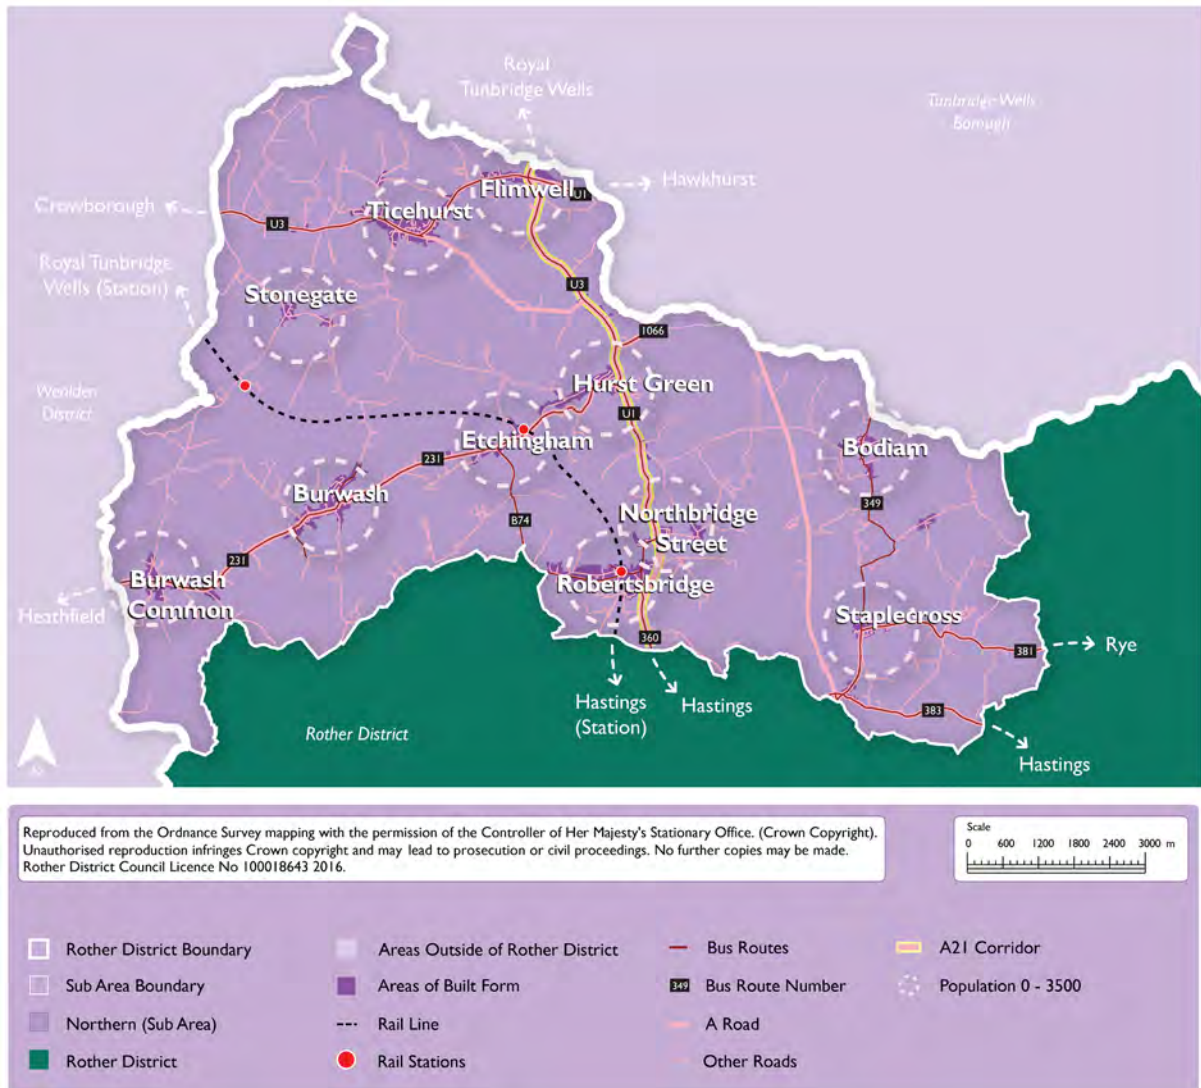 Royal
Tunbridge Wells
Tunbridge Wells
Borough
Hawkhurst
Flimwell
U1
Crowborough
Ticehurst
U3
Royal Tunbridge
Wells (Station)
Stonegate
U3
1066
Wealden
District
Hurst Green
U1
Etchingham
Bodiam
231
Burwash
349
B74
Northbridge
Street
231
Burwash
Common
Robertsbridge
Heathfield
Staplecross
360
381
Rye
Hastings
(Station)
Hastings
383
Rother District
Hastings
Reproduced from the Ordnance Survey mapping with the permission of the Controller of Her Majesty's Stationary Office. (Crown Copyright).
Unauthorised reproduction infringes Crown copyright and may lead to prosecution or civil proceedings. No further copies may be made.
Rother District Council Licence No 100018643 2016.
Scale
0 600 1200 1800 2400 3000 m
Rother District Boundary
Areas Outside of Rother District
Bus Routes
A21 Corridor
Sub Area Boundary
Areas of Built Form
349 Bus Route Number
Population 0 - 3500
Northern (Sub Area)
Rail Line
A Road
Rother District
Rail Stations
Other Roads